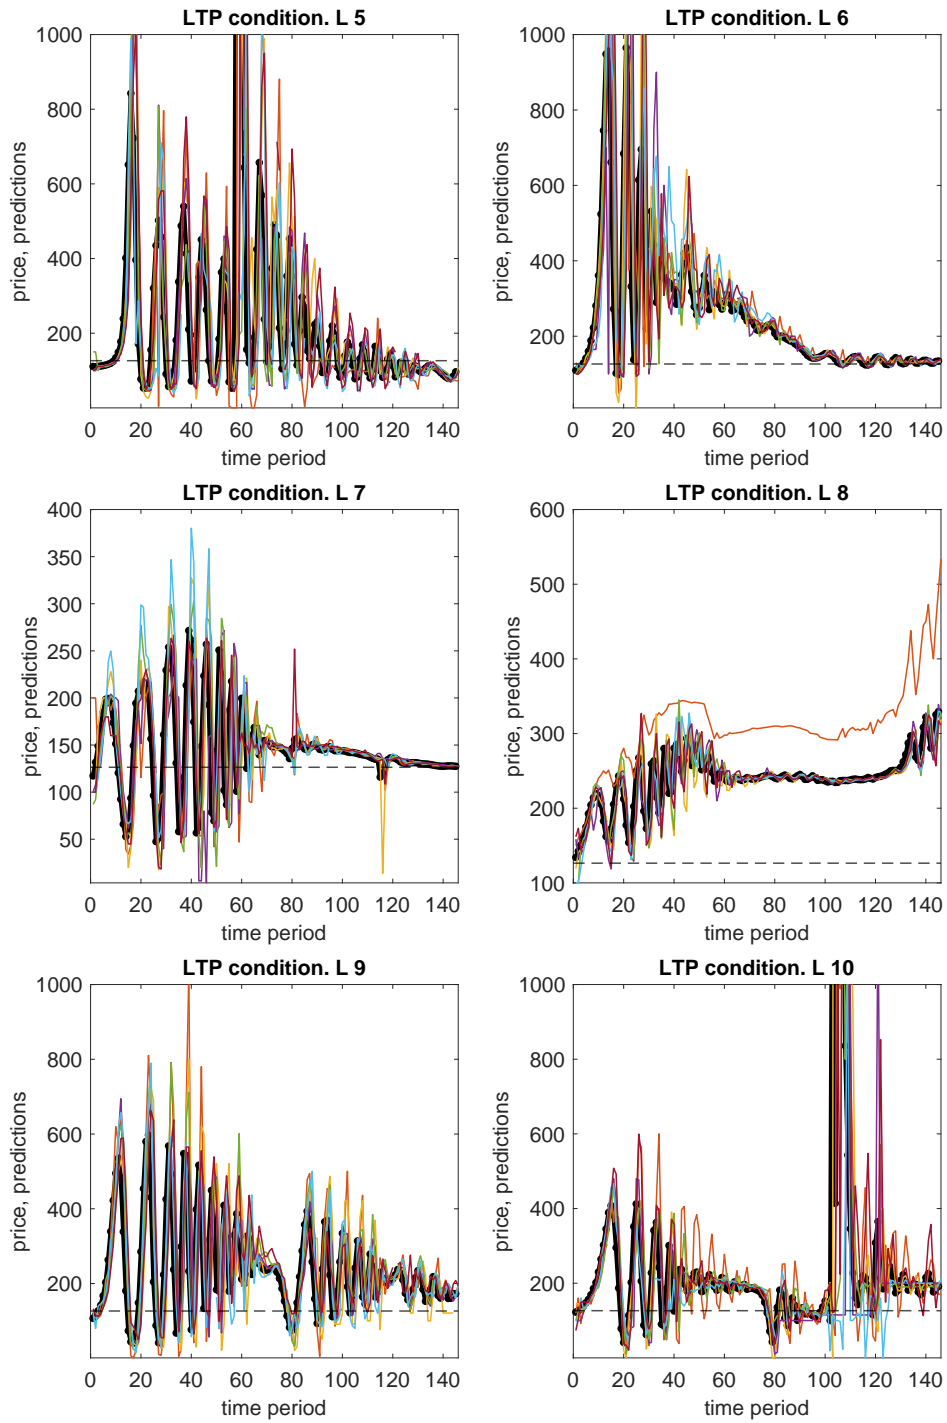 LTP condition. L 5
1000
800
600
400
200
price, predictions
0 20 40 60 80 100 120 140
time period
LTP condition. L 6
1000
800
600
400
200
price, predictions
0 20 40 60 80 100 120 140
time period
LTP condition. L 7
400
350
300
250
200
150
100
50
price, predictions
0 20 40 60 80 100 120 140
time period
LTP condition. L 8
600
500
400
300
200
100
price, predictions
0 20 40 60 80 100 120 140
time period
LTP condition. L 9
1000
800
600
400
200
0
price, predictions
0 20 40 60 80 100 120 140
time period
LTP condition. L 10
1000
800
600
400
200
0
price, predictions
0 20 40 60 80 100 120 140
time period